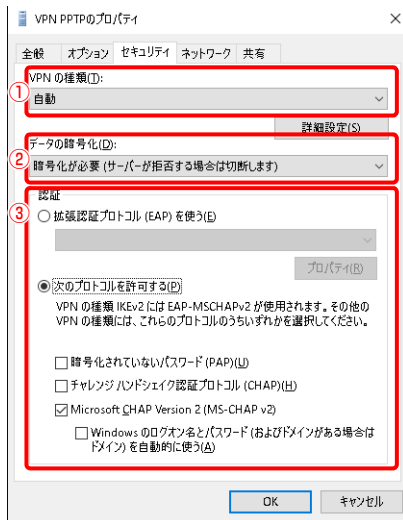 VPN PPTPのプロパティ
全般 オプション セキュリティ ネットワーク 共有
VPN の種類(T):
①
自動
詳細設定(S)
データの暗号化(D):
②
暗号化が必要 (サーバーが拒否する場合は切断します)
認証
③
拡張認証プロトコル (EAP) を使う(E)
プロパティ(R)
次のプロトコルを許可する(P)
VPN の種類 IKEv2 には EAP-MSCHAPv2 が使用されます。その他の
VPN の種類には、これらのプロトコルのうちいずれかを選択してください。
暗号化されていないパスワード (PAP)(U)
チャレンジ ハンドシェイク認証プロトコル (CHAP)(H)
Microsoft CHAP Version 2 (MS-CHAP v2)
Windows のログオン名とパスワード (およびドメインがある場合は
ドメイン) を自動的に使う(A)
OK キャンセル